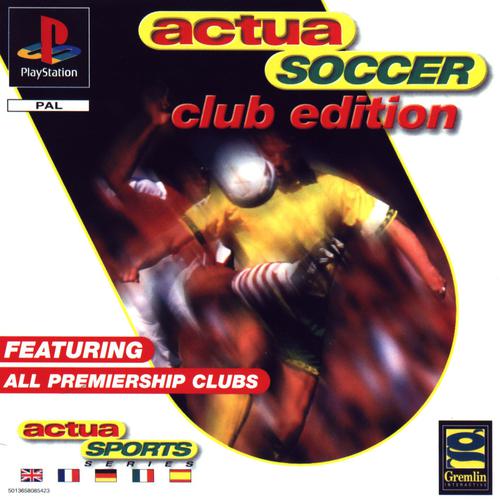 PlayStation
PAL
actua
SOCCER
club edition
FEATURING
ALL PREMIERSHIP CLUBS
actua
SPORTS
SERIES
5013658085423
Gremlin
INTERACTIVE